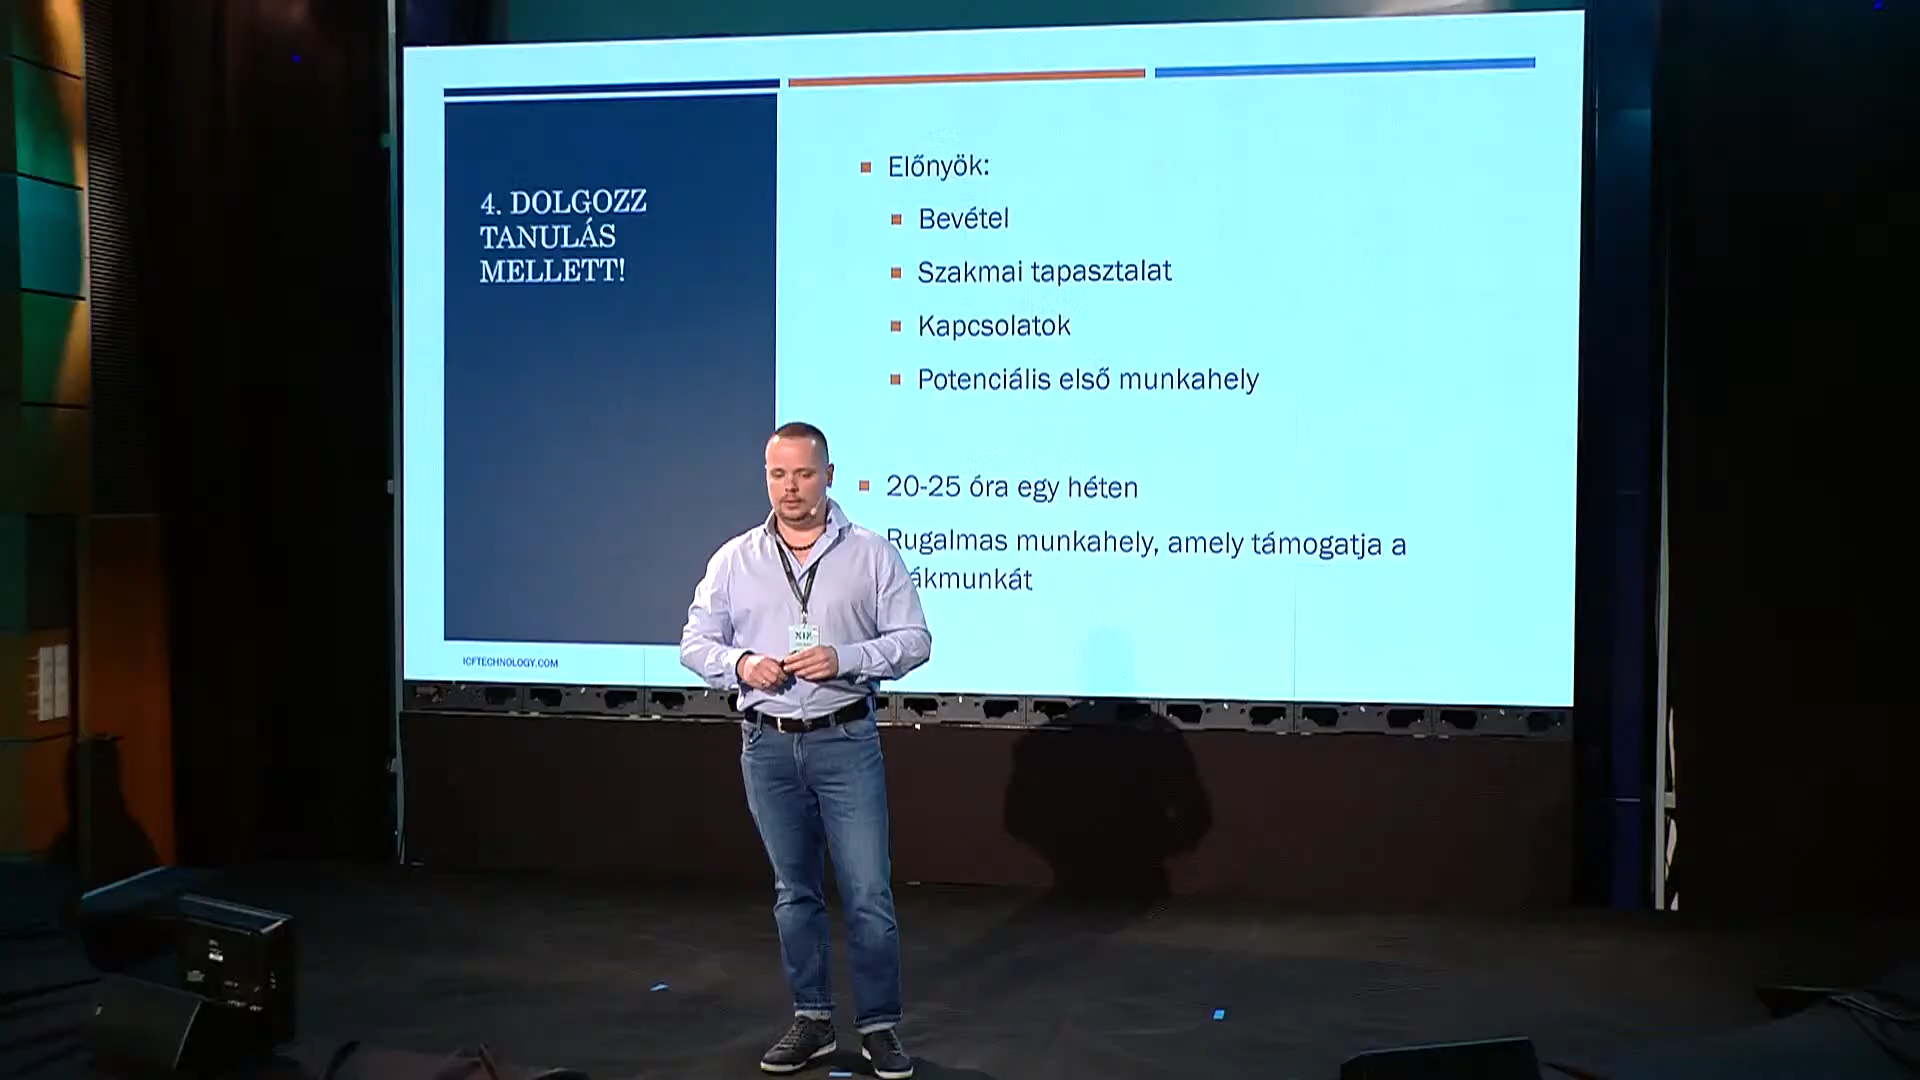 4. DOLGOZZ
TANULÁS
MELLETT!
Előnyök:
Bevétel
Szakmai tapasztalat
Kapcsolatok
Potenciális első munkahely
20-25 óra egy héten
Rugalmas munkahely, amely támogatja a
ákmunkát
ICFTECHNOLOGY.COM